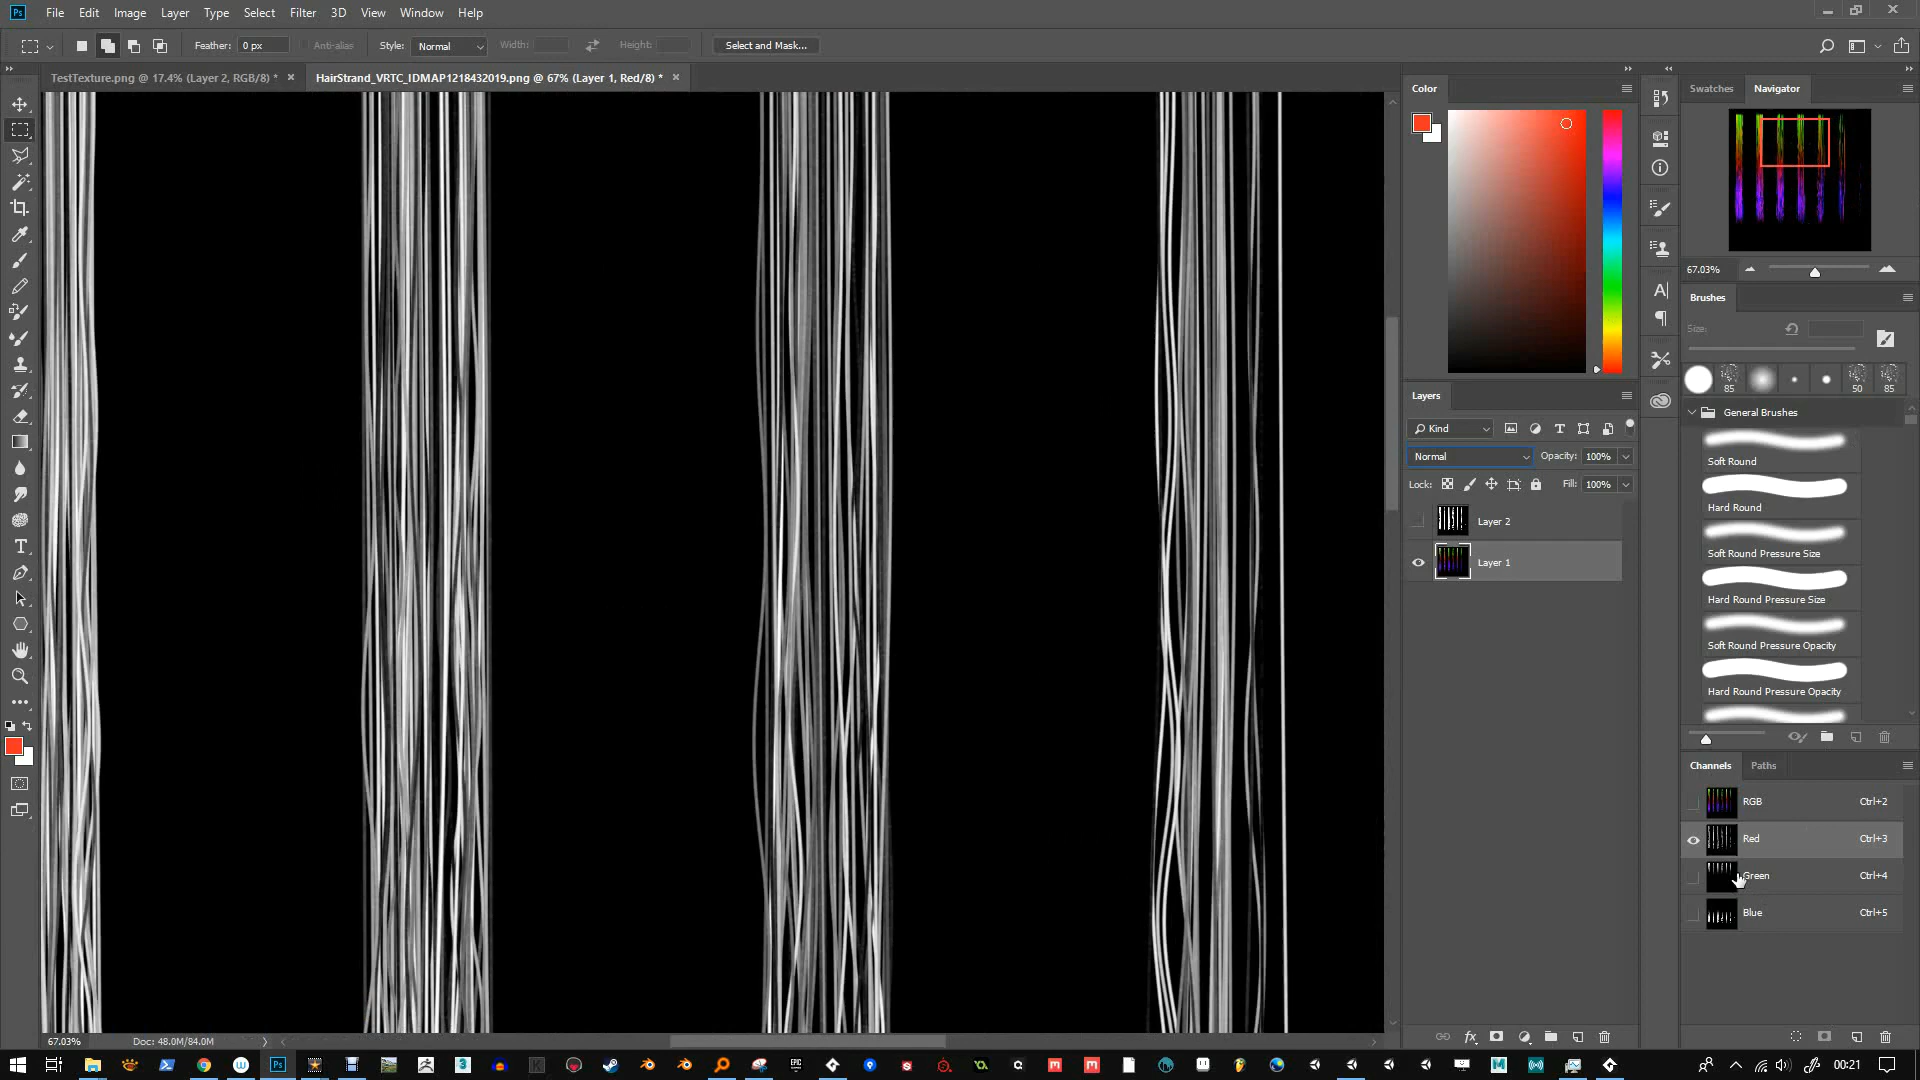 Ps File Edit Image Layer Type Select Filter 3D View Window Help
Feather: 0 px Anti-alias Style: Normal Width: Height: Select and Mask...
TestTexture.png @ 17.4% (Layer 2, RGB/8) * HairStrand_VRTC_IDMAP1218432019.png @ 67% (Layer 1, Red/8) *
Color
Swatches Navigator
67.03%
Brushes
Size:
85 50 85
General Brushes
Soft Round
Hard Round
Soft Round Pressure Size
Hard Round Pressure Size
Soft Round Pressure Opacity
Hard Round Pressure Opacity
Layers
Kind
Normal Opacity: 100%
Lock: Fill: 100%
Layer 2
Layer 1
Channels Paths
RGB Ctrl+2
Red Ctrl+3
Green Ctrl+4
Blue Ctrl+5
67.03% Doc: 48.0M/84.0M
00:21